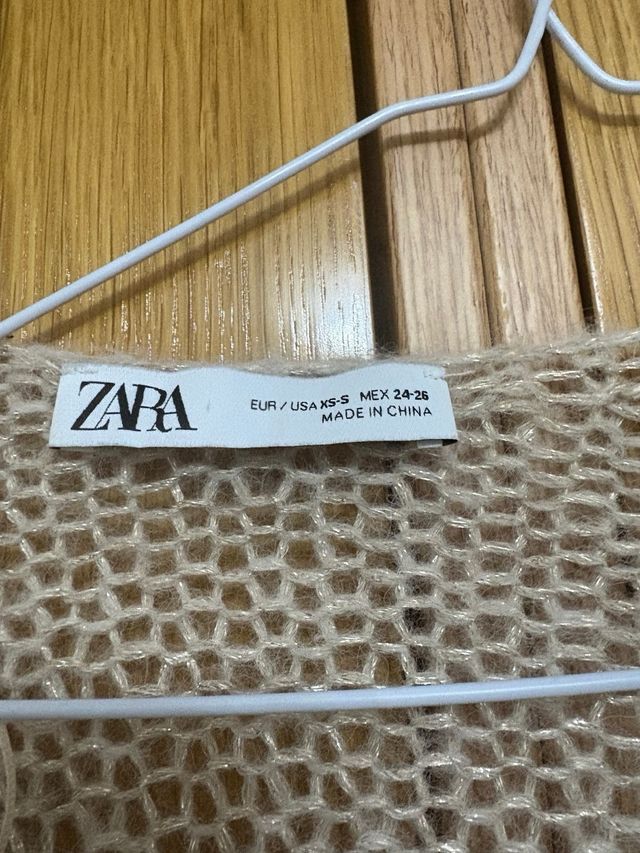 ZARA
EUR / USA XS-S MEX 24-26
MADE IN CHINA